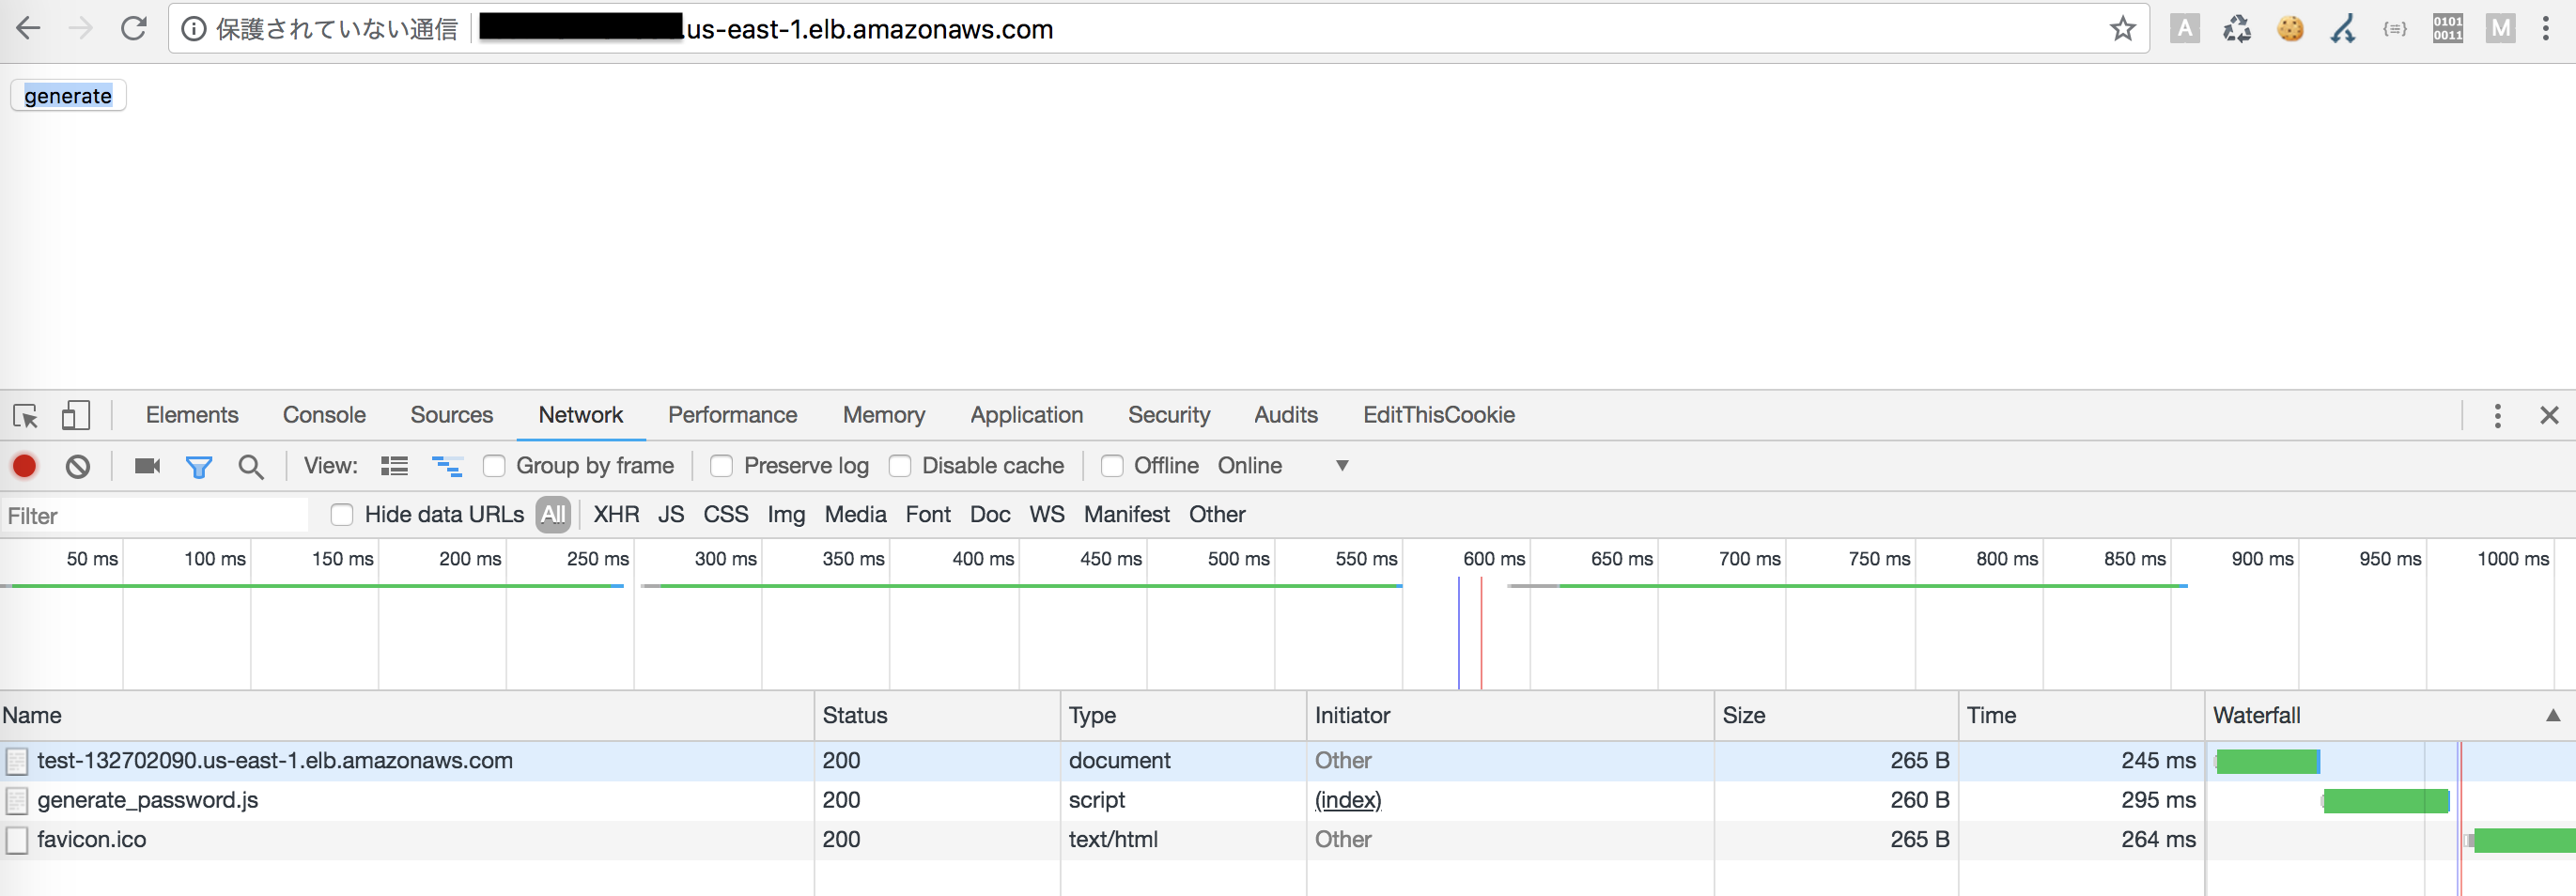 保護されていない通信 .us-east-1.elb.amazonaws.com A {≡} 0101 0011 M
generate
Elements Console Sources Network Performance Memory Application Security Audits EditThisCookie
View: Group by frame Preserve log Disable cache Offline Online
Filter Hide data URLs All XHR JS CSS Img Media Font Doc WS Manifest Other
50 ms 100 ms 150 ms 200 ms 250 ms 300 ms 350 ms 400 ms 450 ms 500 ms 550 ms 600 ms 650 ms 700 ms 750 ms 800 ms 850 ms 900 ms 950 ms 1000 ms
Name Status Type Initiator Size Time Waterfall
test-132702090.us-east-1.elb.amazonaws.com 200 document Other 265 B 245 ms
generate_password.js 200 script (index) 260 B 295 ms
favicon.ico 200 text/html Other 265 B 264 ms